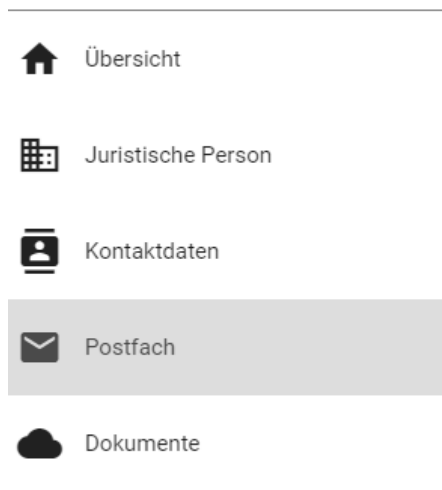 Übersicht
Juristische Person
Kontaktdaten
Postfach
Dokumente